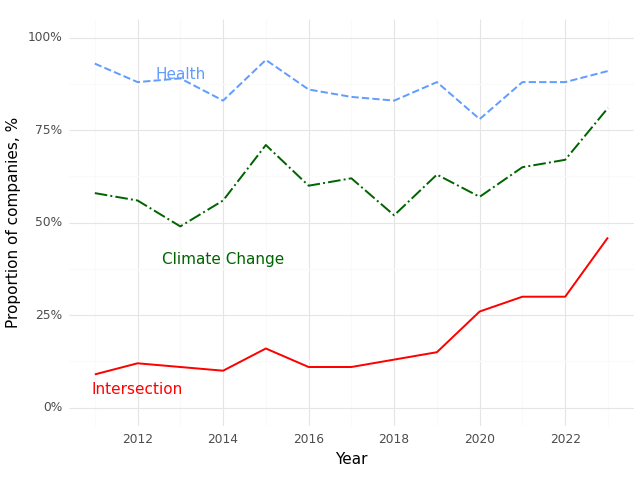 100%
75%
50%
25%
0%
Proportion of companies, %
Health
Climate Change
Intersection
2012 2014 2016 2018 2020 2022
Year